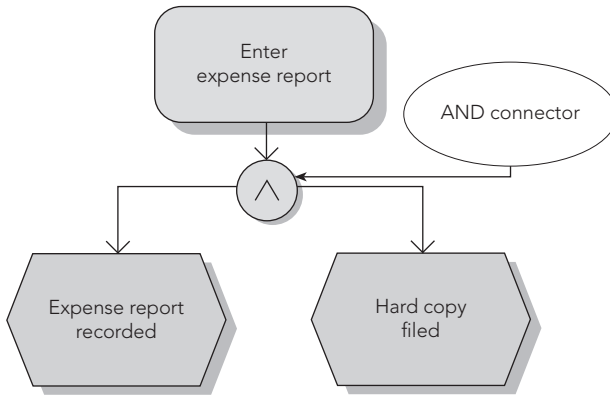 Enter
expense report
AND connector
Expense report
recorded
Hard copy
filed